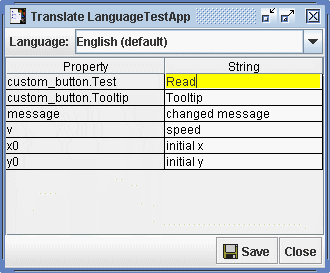 Translate LanguageTestApp
Language: English (default)
Property String
custom_button.Test Read
custom_button.Tooltip Tooltip
message changed message
v speed
x0 initial x
y0 initial y
Save Close